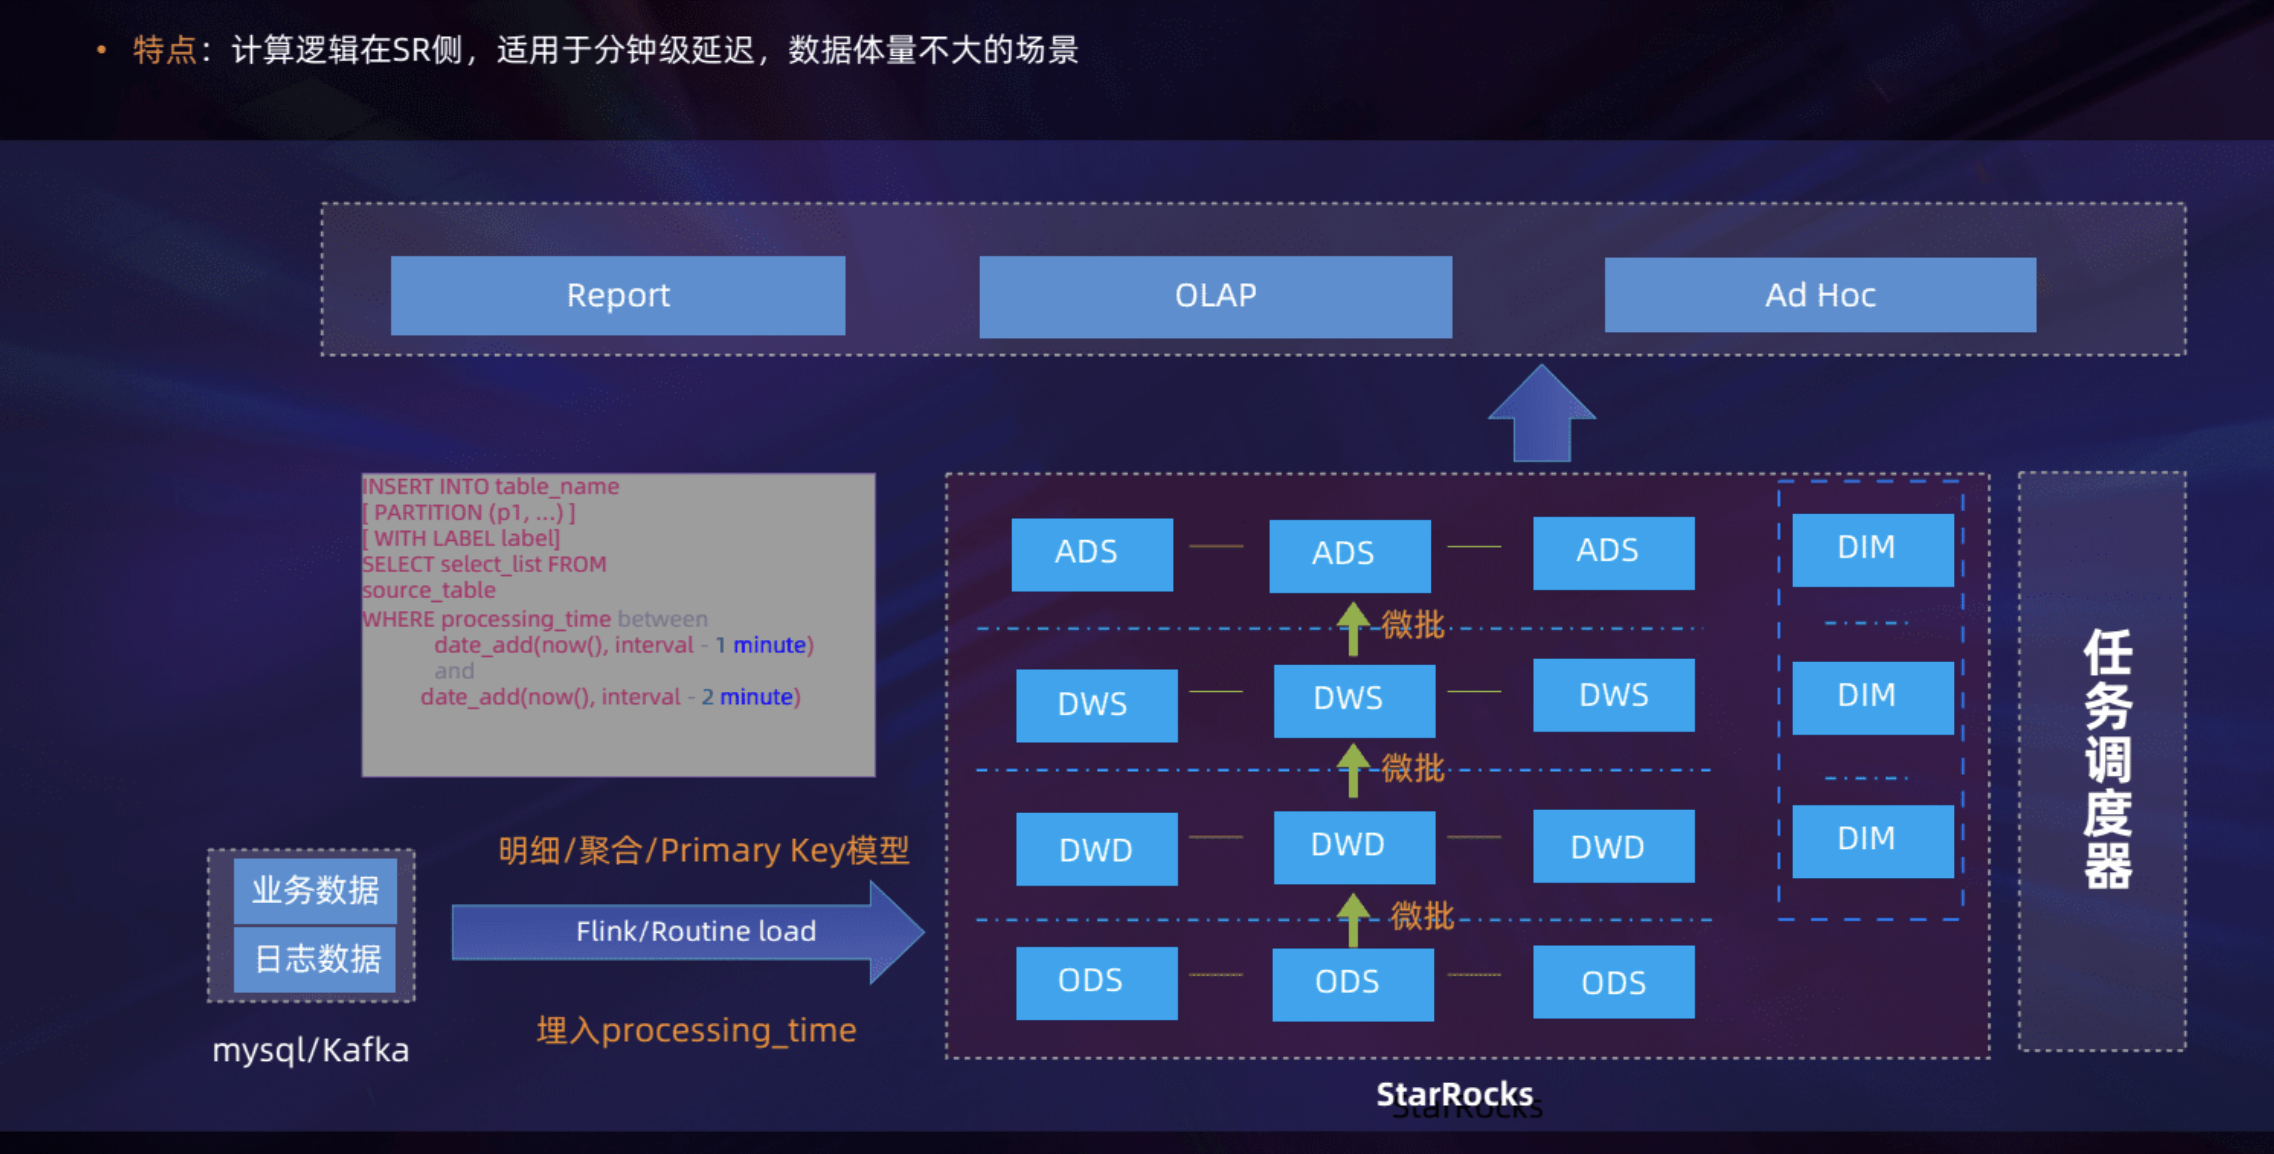 • 特点：计算逻辑在SR侧，适用于分钟级延迟，数据体量不大的场景
Report
OLAP
Ad Hoc
INSERT INTO table_name
[ PARTITION (p1, ...) ]
[ WITH LABEL label]
SELECT select_list FROM
source_table
WHERE processing_time between
date_add(now(), interval - 1 minute)
and
date_add(now(), interval - 2 minute)
业务数据
日志数据
mysql/Kafka
明细/聚合/Primary Key模型
Flink/Routine load
埋入processing_time
ADS
ADS
ADS
DIM
微批
DWS
DWS
DWS
DIM
微批
DWD
DWD
DWD
DIM
微批
ODS
ODS
ODS
StarRocks
StarRocks
任务调度器